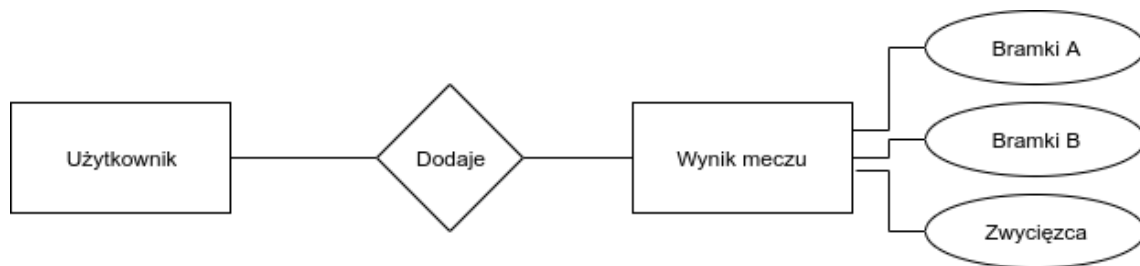 Bramki A
Użytkownik
Dodaje
Wynik meczu
Bramki B
Zwycięzca